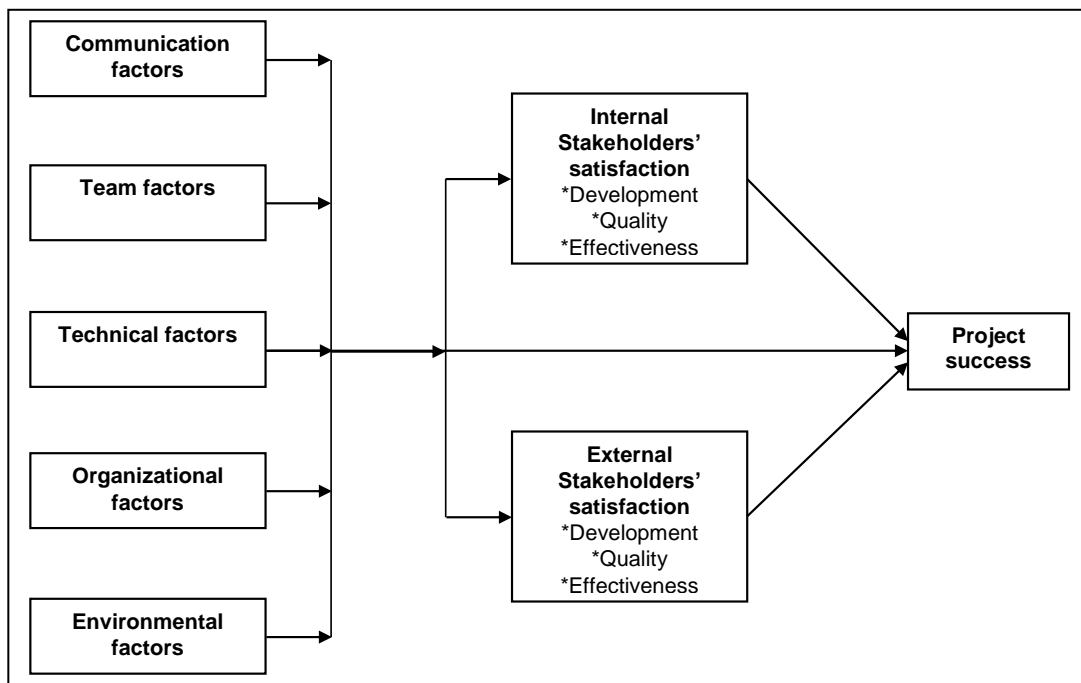 Communication
factors
Team factors
Technical factors
Organizational
factors
Environmental
factors
Internal
Stakeholders’
satisfaction
*Development
*Quality
*Effectiveness
External
Stakeholders’
satisfaction
*Development
*Quality
*Effectiveness
Project
success